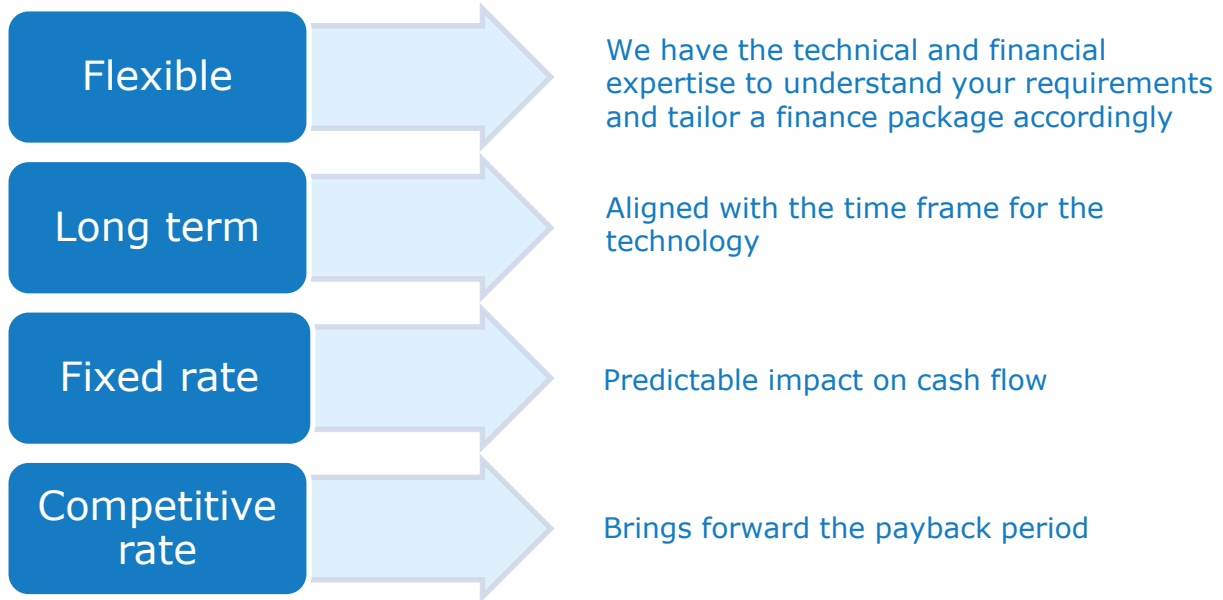 Flexible
We have the technical and financial
expertise to understand your requirements
and tailor a finance package accordingly
Long term
Aligned with the time frame for the
technology
Fixed rate
Predictable impact on cash flow
Competitive
rate
Brings forward the payback period